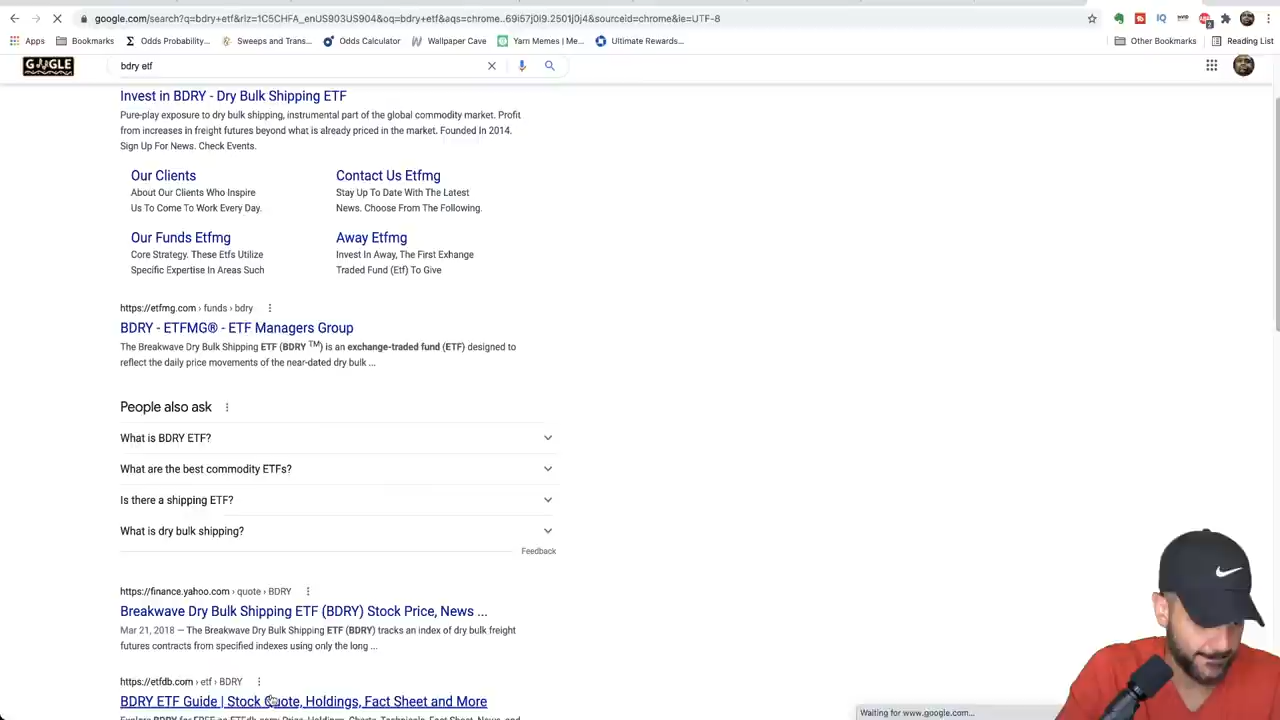 google.com/search?q=bdry+etf&rlz=1C5CHFA_enUS903US904&oq=bdry+etf&aqs=chrome..69i57j0i9.2501j0j4&sourceid=chrome&ie=UTF-8
Apps Bookmarks Odds Probability... Sweeps and Trans... Odds Calculator Wallpaper Cave Yarn Memes | Me... Ultimate Rewards... Other Bookmarks Reading List
bdry etf
Invest in BDRY - Dry Bulk Shipping ETF
Pure-play exposure to dry bulk shipping, instrumental part of the global commodity market. Profit
from increases in freight futures beyond what is already priced in the market. Founded In 2014.
Sign Up For News. Check Events.
Our Clients
About Our Clients Who Inspire
Us To Come To Work Every Day.
Contact Us Etfmg
Stay Up To Date With The Latest
News. Choose From The Following.
Our Funds Etfmg
Core Strategy. These Etfs Utilize
Specific Expertise In Areas Such
Away Etfmg
Invest In Away, The First Exhange
Traded Fund (Etf) To Give
https://etfmg.com › funds › bdry
BDRY - ETFMG® - ETF Managers Group
The Breakwave Dry Bulk Shipping ETF (BDRY TM) is an exchange-traded fund (ETF) designed to
reflect the daily price movements of the near-dated dry bulk ...
People also ask
What is BDRY ETF?
What are the best commodity ETFs?
Is there a shipping ETF?
What is dry bulk shipping?
Feedback
https://finance.yahoo.com › quote › BDRY
Breakwave Dry Bulk Shipping ETF (BDRY) Stock Price, News ...
Mar 21, 2018 — The Breakwave Dry Bulk Shipping ETF (BDRY) tracks an index of dry bulk freight
futures contracts from specified indexes using only the long ...
https://etfdb.com › etf › BDRY
BDRY ETF Guide | Stock Quote, Holdings, Fact Sheet and More
Waiting for www.google.com...